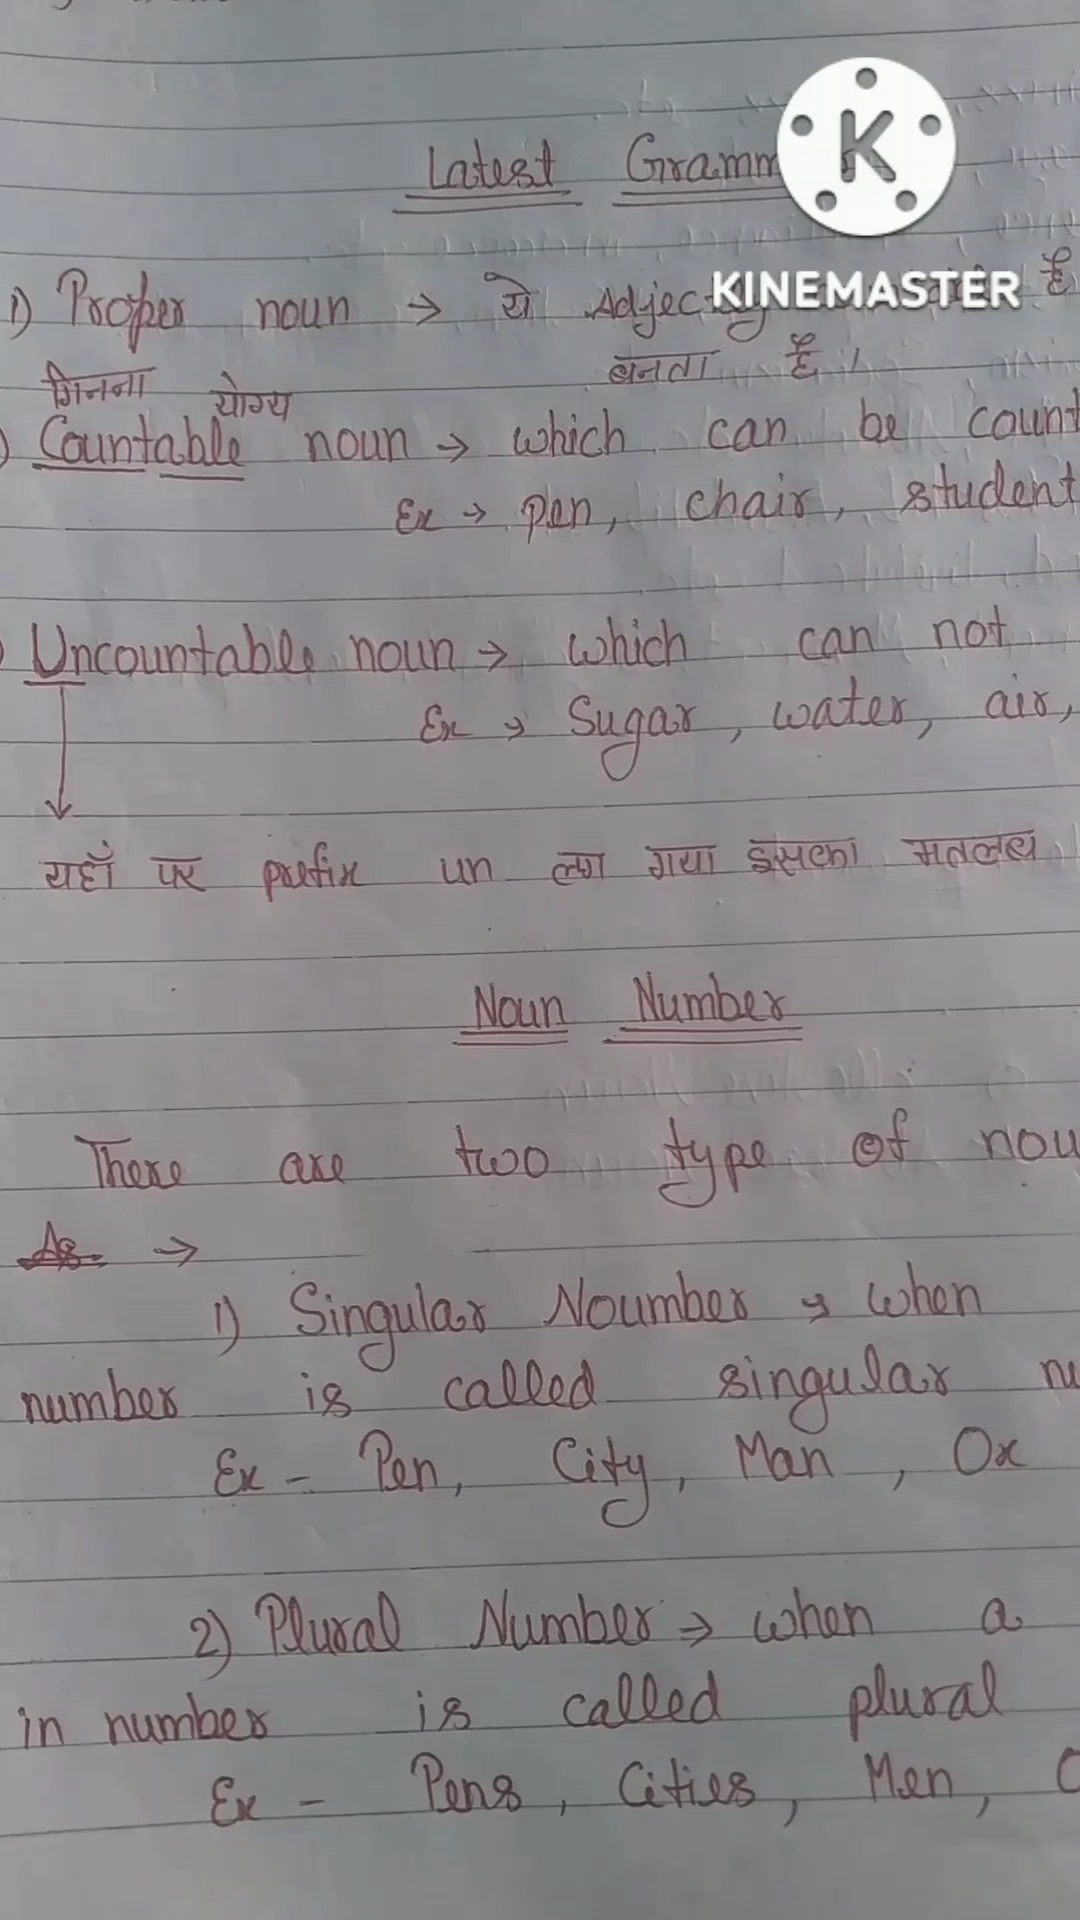 Latest Gramm
K
KINEMASTER
1) Proper noun → ये Adjec है
बनता है।
गिनना योग्य
Countable noun → which can be count
Ex → pen, chair, student
Uncountable noun → which can not
Ex → Sugar, water, air,
यहाँ पर prefix un लग गया इसका मतलब
Noun Number
There are two type of nou
As →
1) Singular Noumber → when
number is called singular nu
Ex - Pen, City, Man, Ox
2) Plural Number → when a
in number is called plural
Ex - Pens, Cities, Men, O